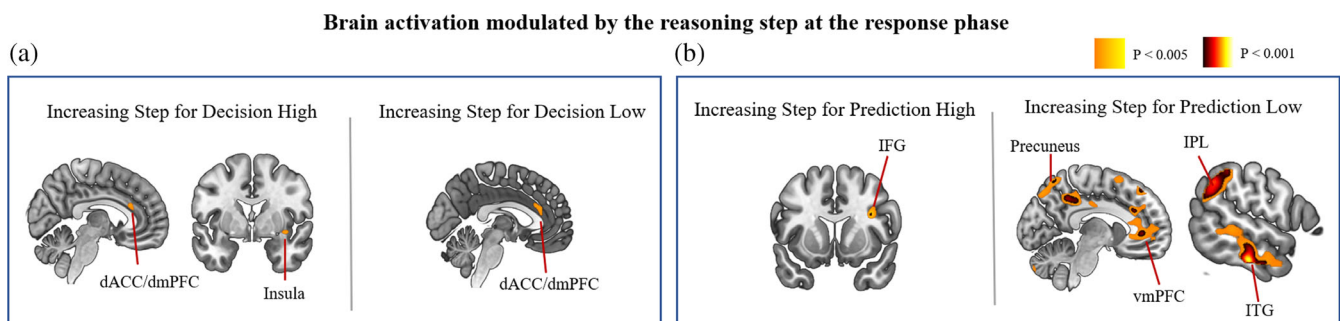 Brain activation modulated by the reasoning step at the response phase
(a)
(b)
P < 0.005
P < 0.001
Increasing Step for Decision High
Increasing Step for Decision Low
dACC/dmPFC
Insula
dACC/dmPFC
Increasing Step for Prediction High
Increasing Step for Prediction Low
IFG
Precuneus
IPL
vmPFC
ITG